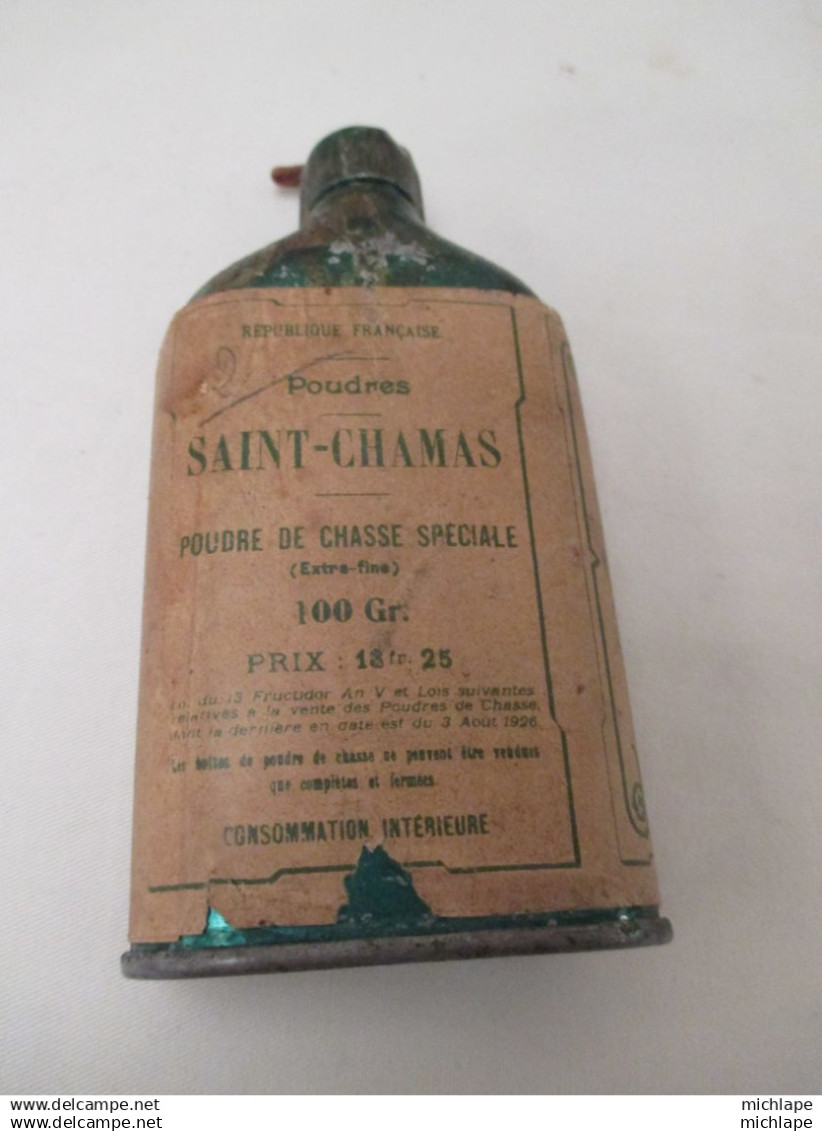 RÉPUBLIQUE FRANÇAISE
Poudres
SAINT-CHAMAS
POUDRE DE CHASSE SPÉCIALE
(Extra-fine)
100 Gr.
PRIX : 18 fr. 25
du 13 Fructidor An V et Lois suivantes
relatives à la vente des Poudres de Chasse,
dont la dernière en date est du 3 Août 1926
Les boîtes de poudre de chasse ne peuvent être vendues
que complètes et fermées
CONSOMMATION INTÉRIEURE
www.delcampe.net
michlape
www.delcampe.net
michlape